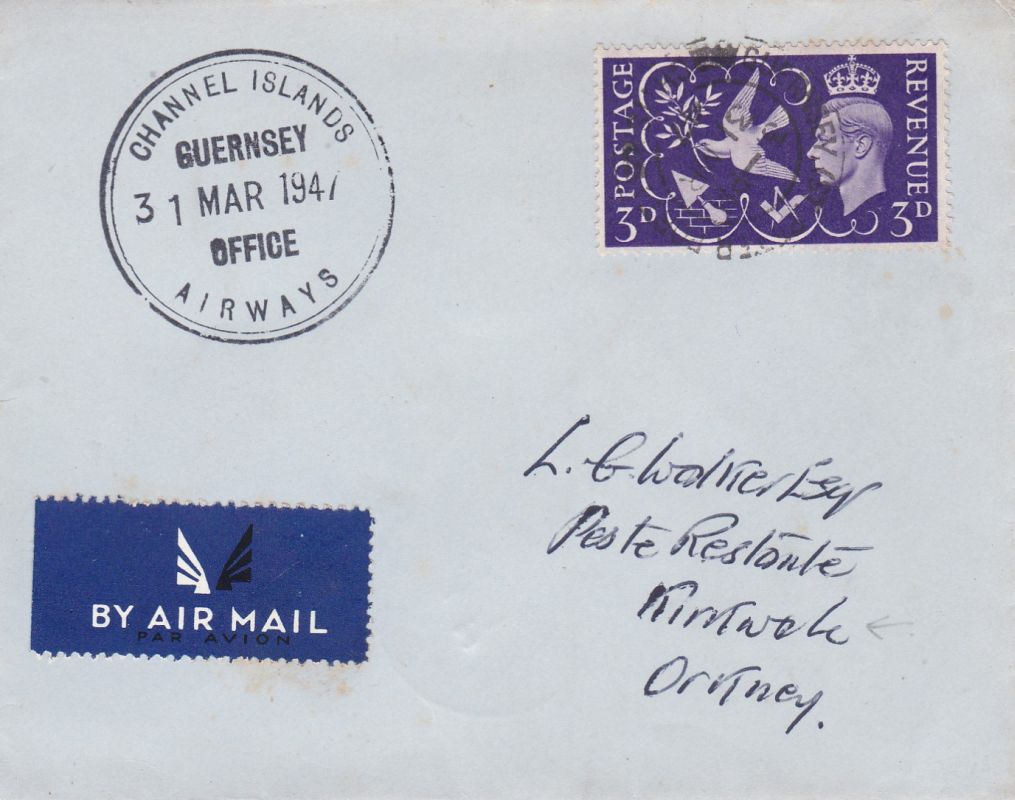 CHANNEL ISLANDS
GUERNSEY
31 MAR 1947
OFFICE
AIRWAYS
POSTAGE
REVENUE
3D
3D
L. G. Walker Esq
Poste Restante
Kirkwall
Orkney.
BY AIR MAIL
PAR AVION